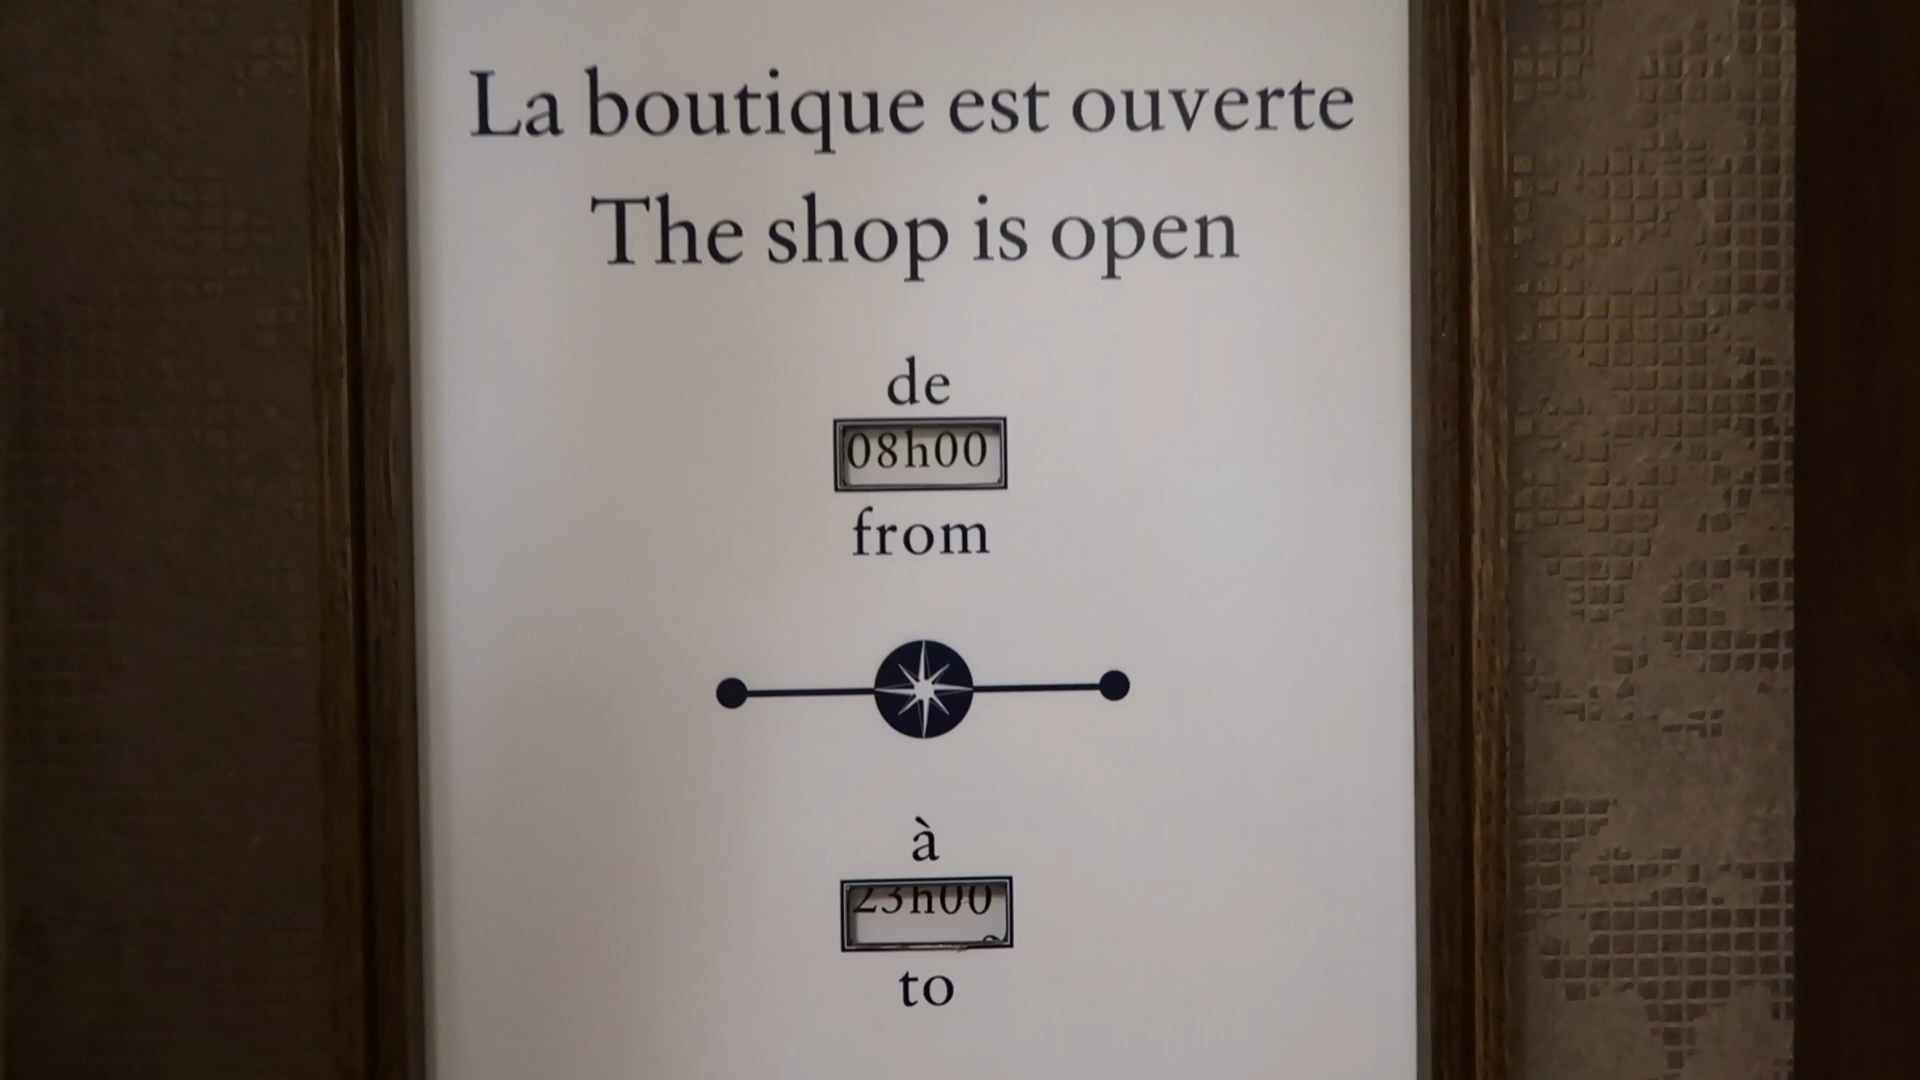 La boutique est ouverte
The shop is open
de
08h00
from
à
23h00
to